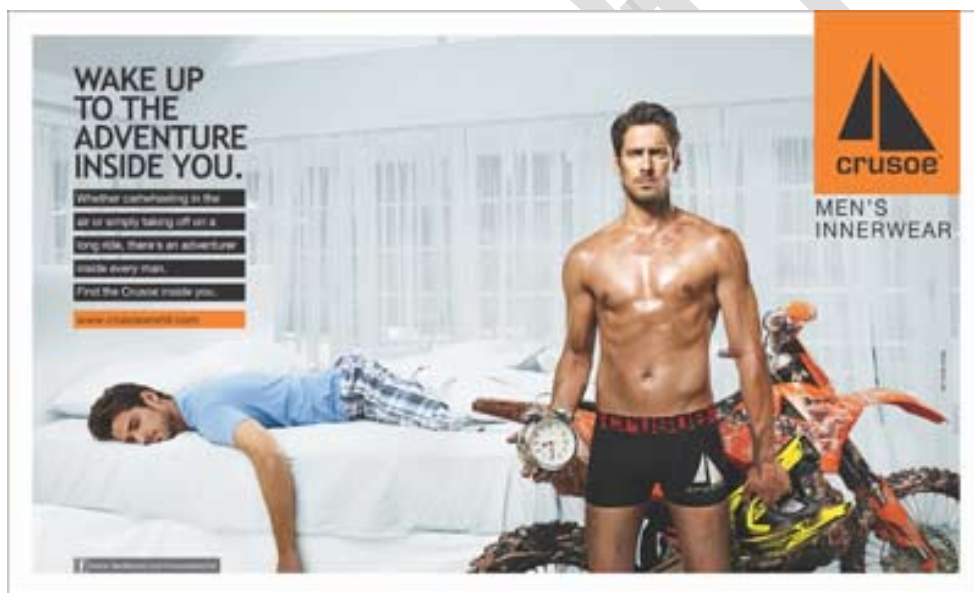 WAKE UP
TO THE
ADVENTURE
INSIDE YOU.
Whether cartwheeling in the
air or simply taking off on a
long ride, there's an adventurer
inside every man.
Find the Crusoe inside you.
crusoe
MEN'S
INNERWEAR
crusoe